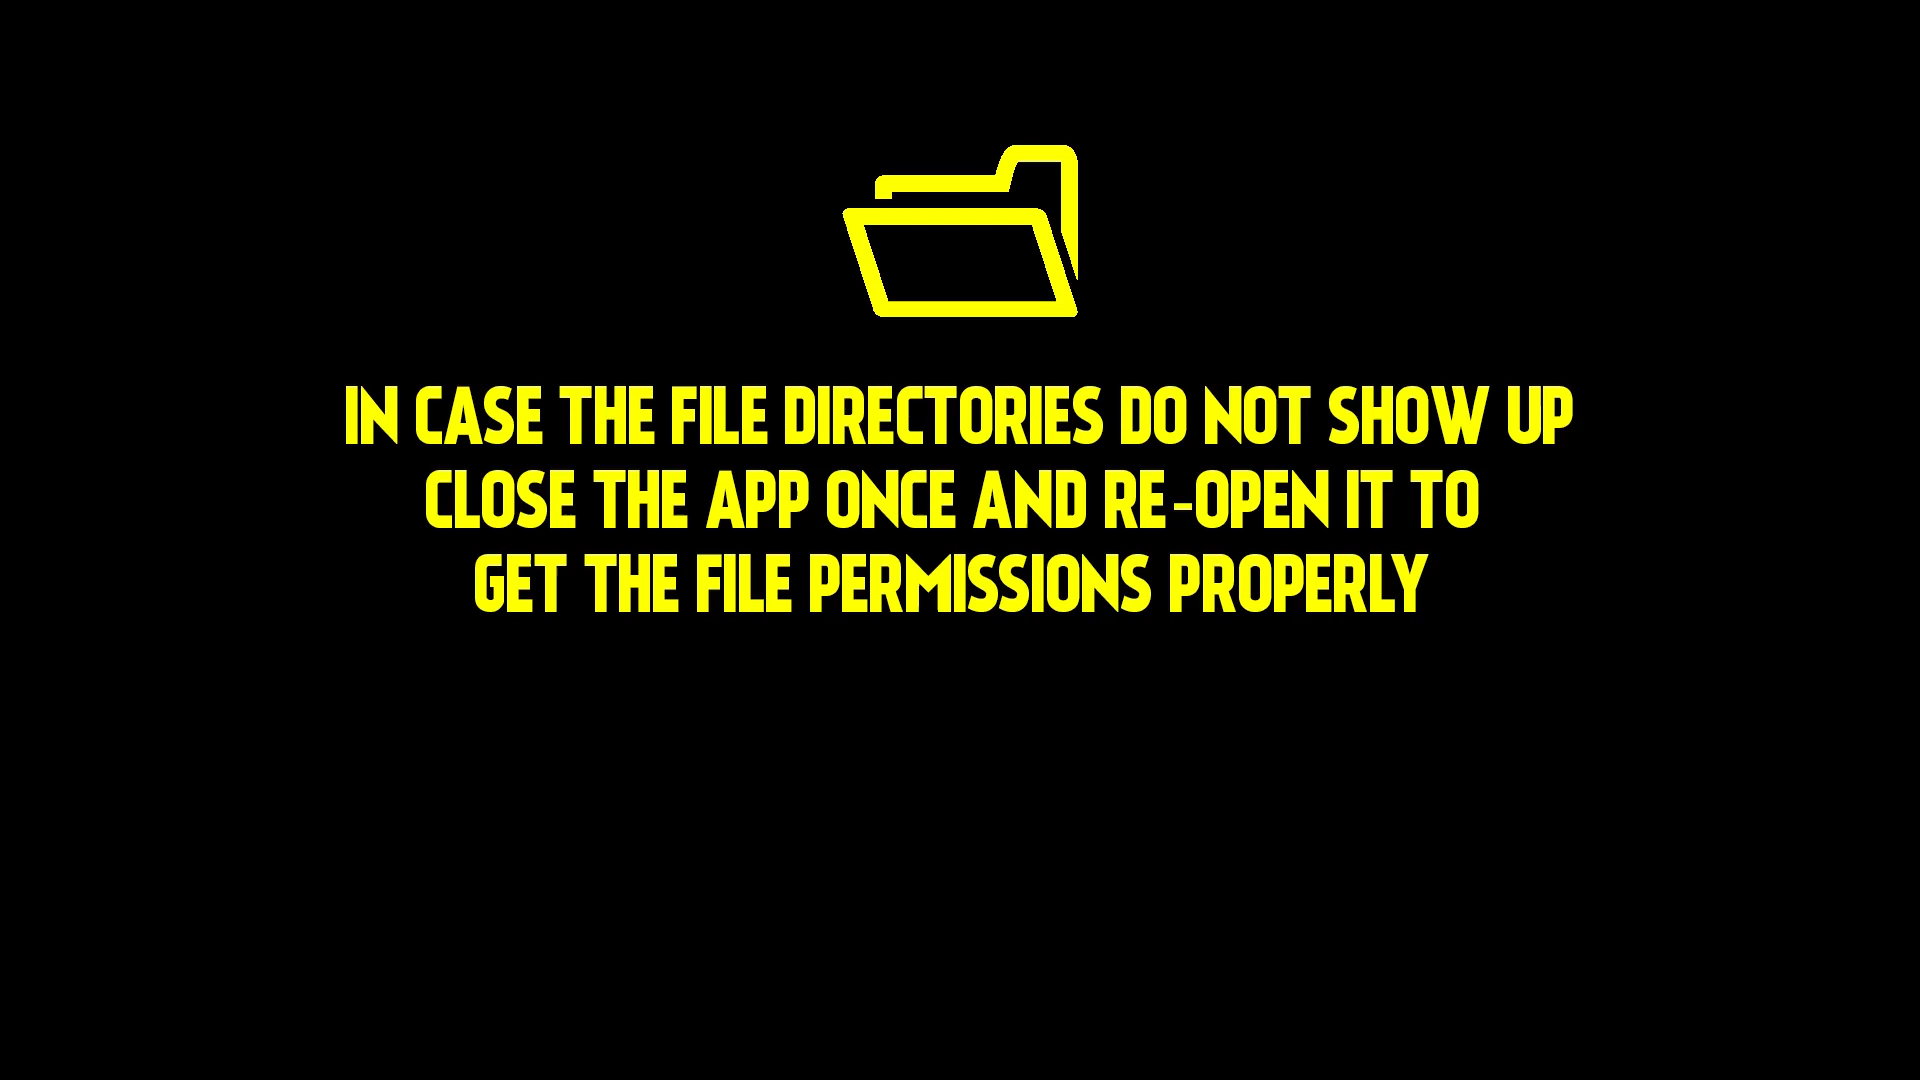 IN CASE THE FILE DIRECTORIES DO NOT SHOW UP
CLOSE THE APP ONCE AND RE-OPEN IT TO
GET THE FILE PERMISSIONS PROPERLY